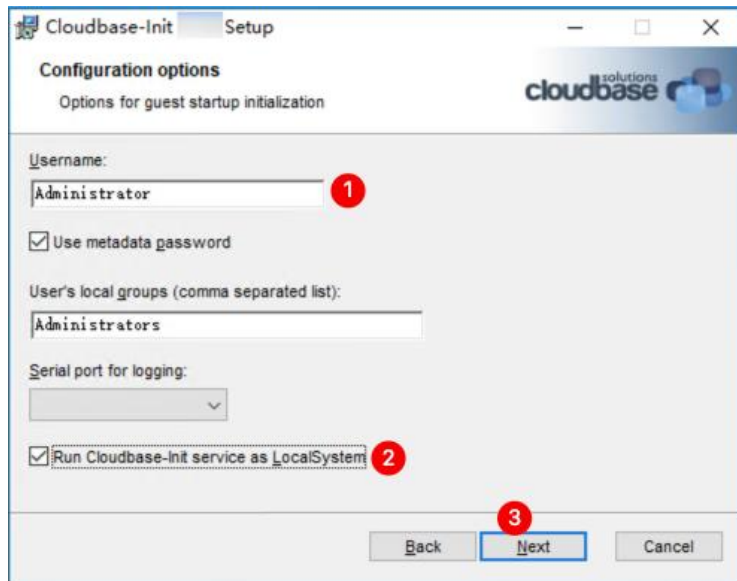 Cloudbase-Init Setup
Configuration options
Options for guest startup initialization
cloudbase solutions
Username:
Administrator
1
Use metadata password
User's local groups (comma separated list):
Administrators
Serial port for logging:
Run Cloudbase-Init service as LocalSystem
2
3
Back
Next
Cancel